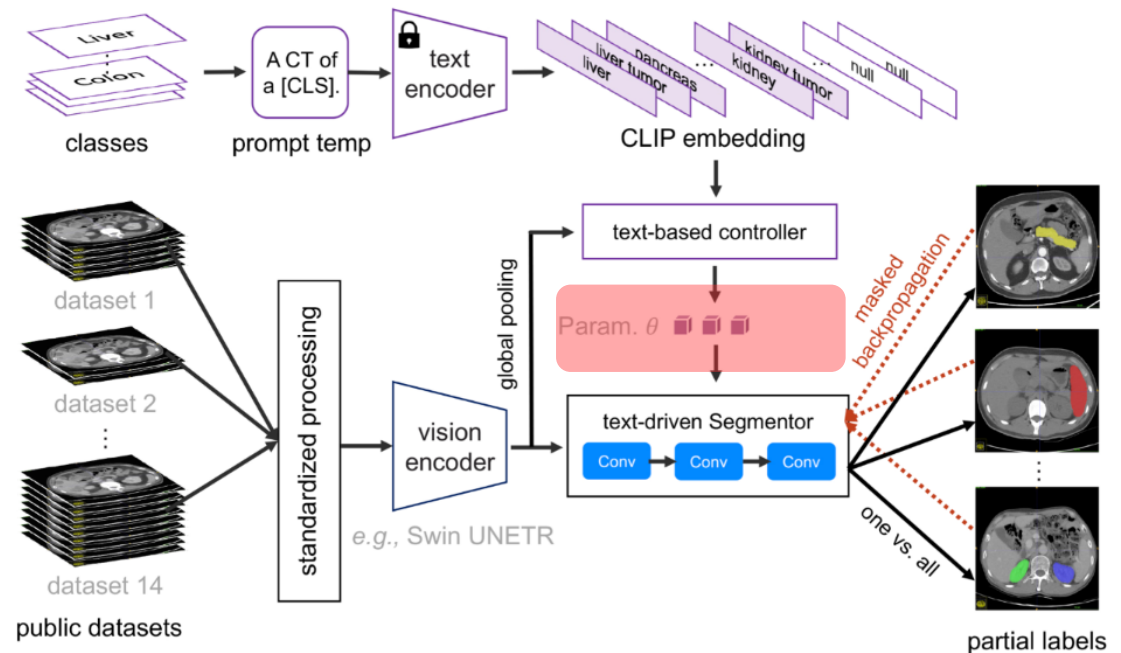 Liver
Colon
classes
A CT of
a [CLS].
prompt temp
text
encoder
liver
liver tumor
pancreas
...
kidney
kidney tumor
...
null
null
CLIP embedding
text-based controller
global pooling
Param. θ
masked
backpropagation
dataset 1
dataset 2
dataset 14
public datasets
standardized processing
vision
encoder
e.g., Swin UNETR
text-driven Segmentor
Conv Conv Conv
one vs. all
partial labels